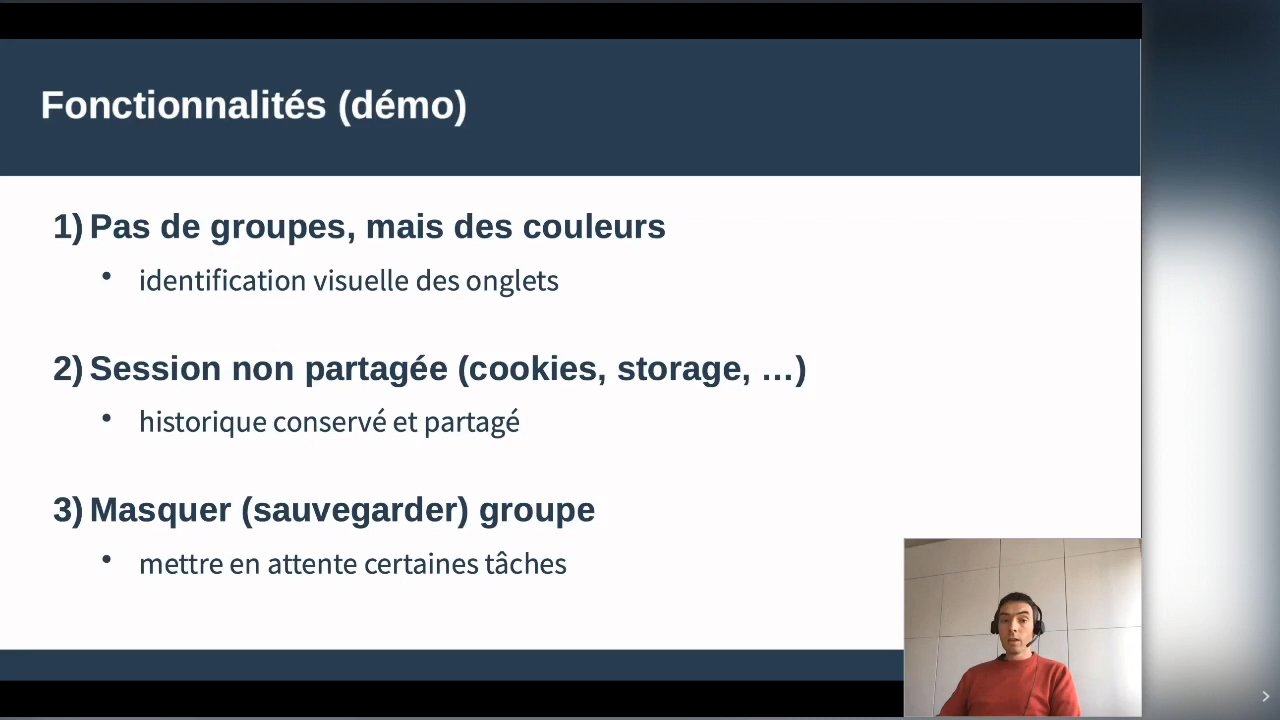 Fonctionnalités (démo)
1) Pas de groupes, mais des couleurs
• identification visuelle des onglets
2) Session non partagée (cookies, storage, …)
• historique conservé et partagé
3) Masquer (sauvegarder) groupe
• mettre en attente certaines tâches